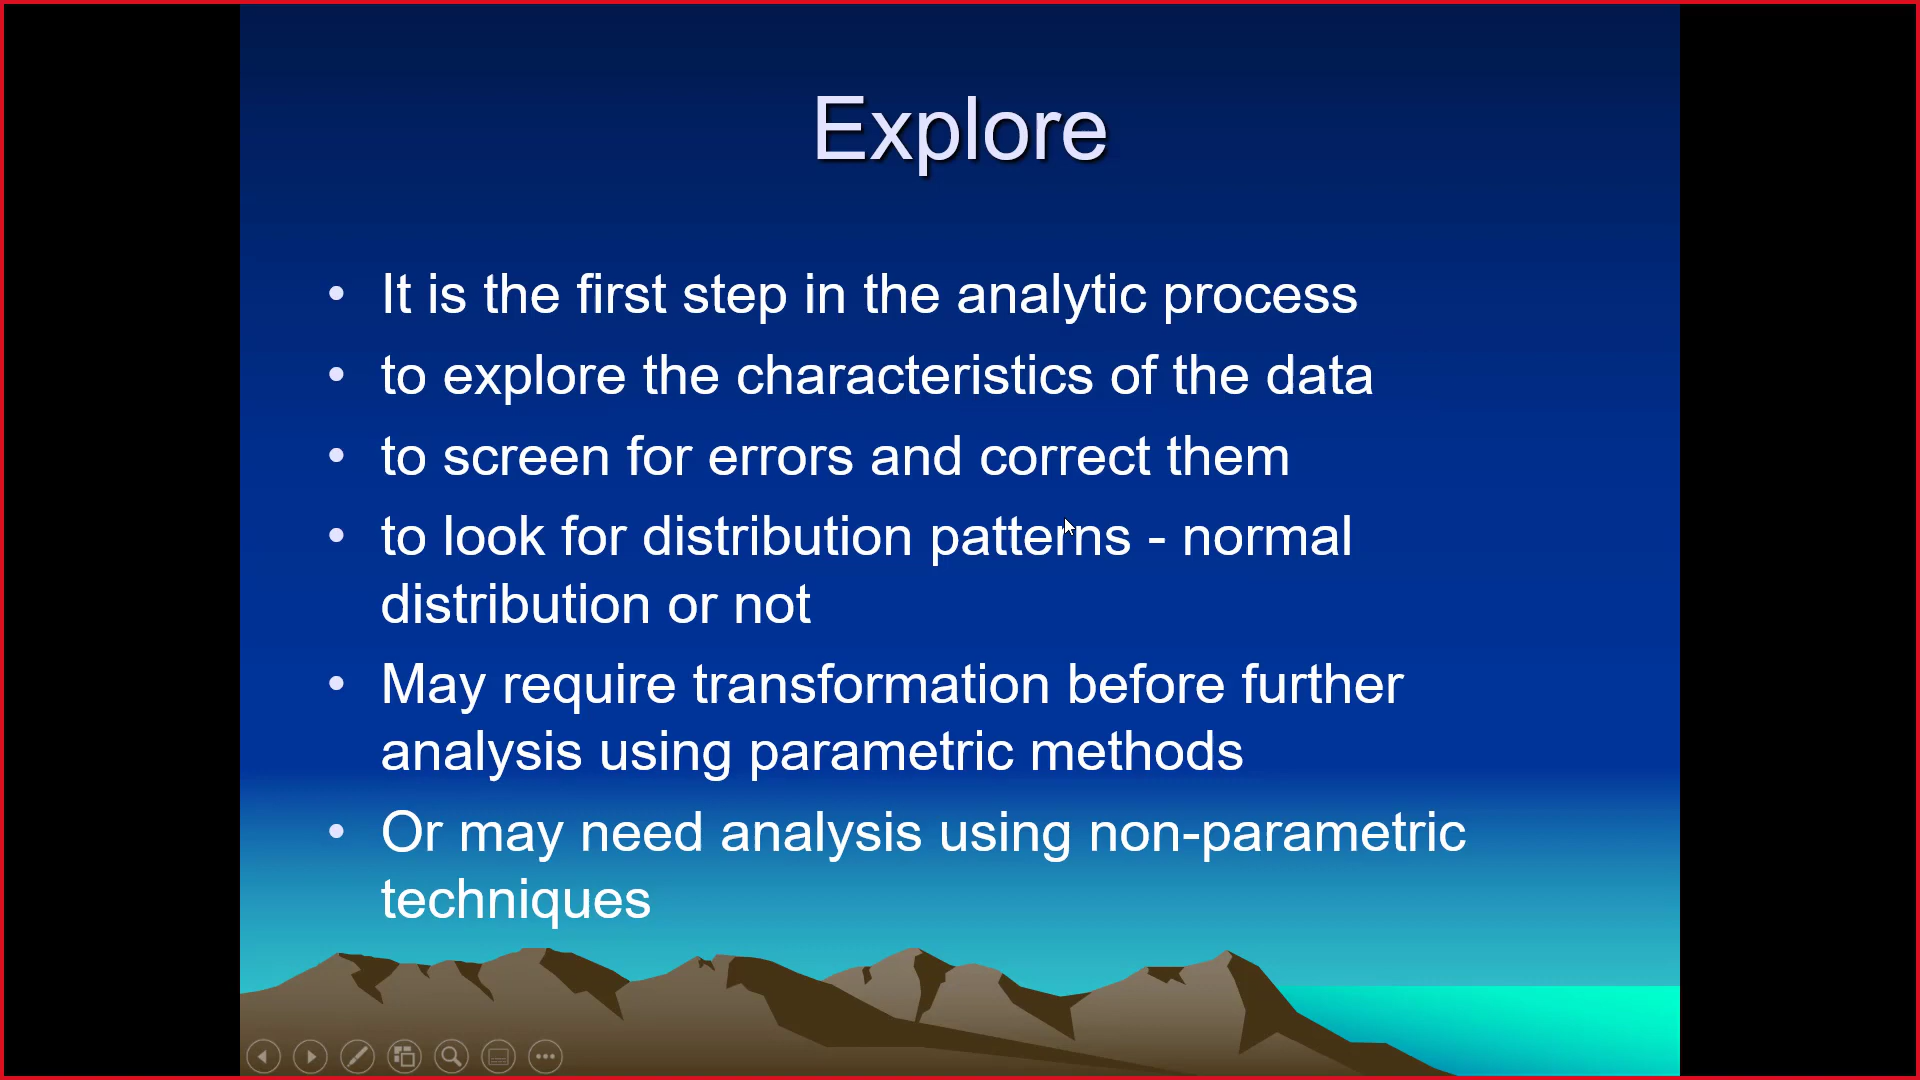 Explore
• It is the first step in the analytic process
• to explore the characteristics of the data
• to screen for errors and correct them
• to look for distribution patterns - normal
distribution or not
• May require transformation before further
analysis using parametric methods
• Or may need analysis using non-parametric
techniques